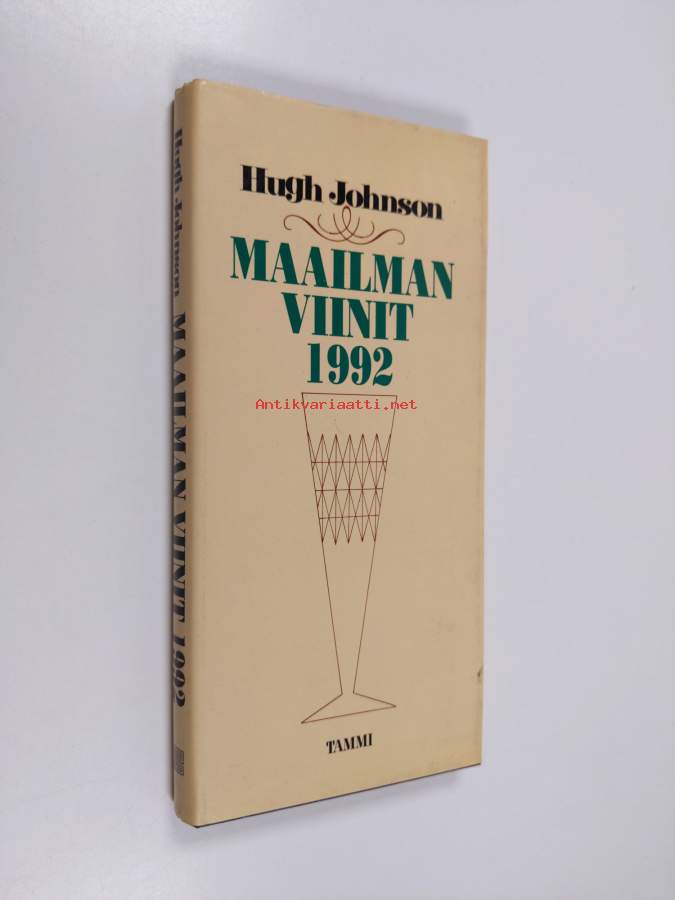 Hugh Johnson
MAAILMAN
VIINIT
1992
Antikvariaatti.net
TAMMI
Hugh Johnson MAAILMAN VIINIT 1992